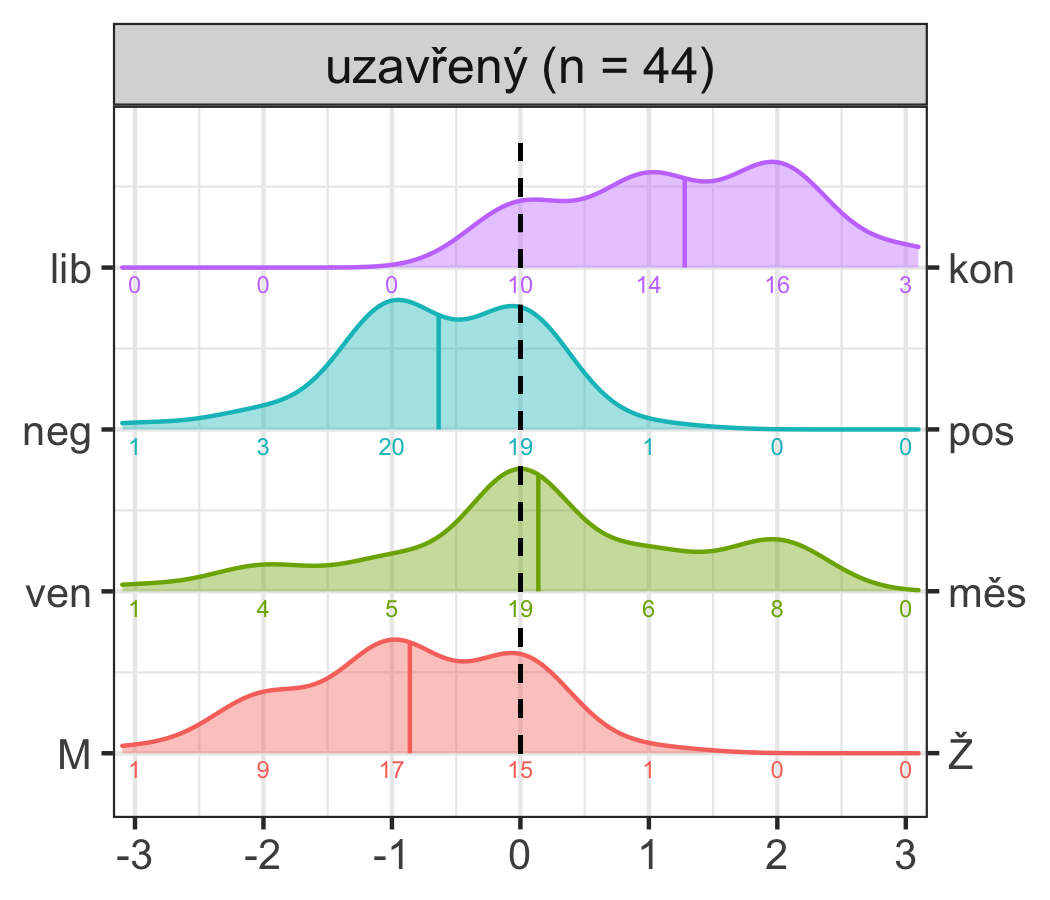 uzavřený (n = 44)
lib kon
0 0 0 10 14 16 3
neg pos
1 3 20 19 1 0 0
ven měs
1 4 5 19 6 8 0
M Ž
1 9 17 15 1 0 0
-3 -2 -1 0 1 2 3